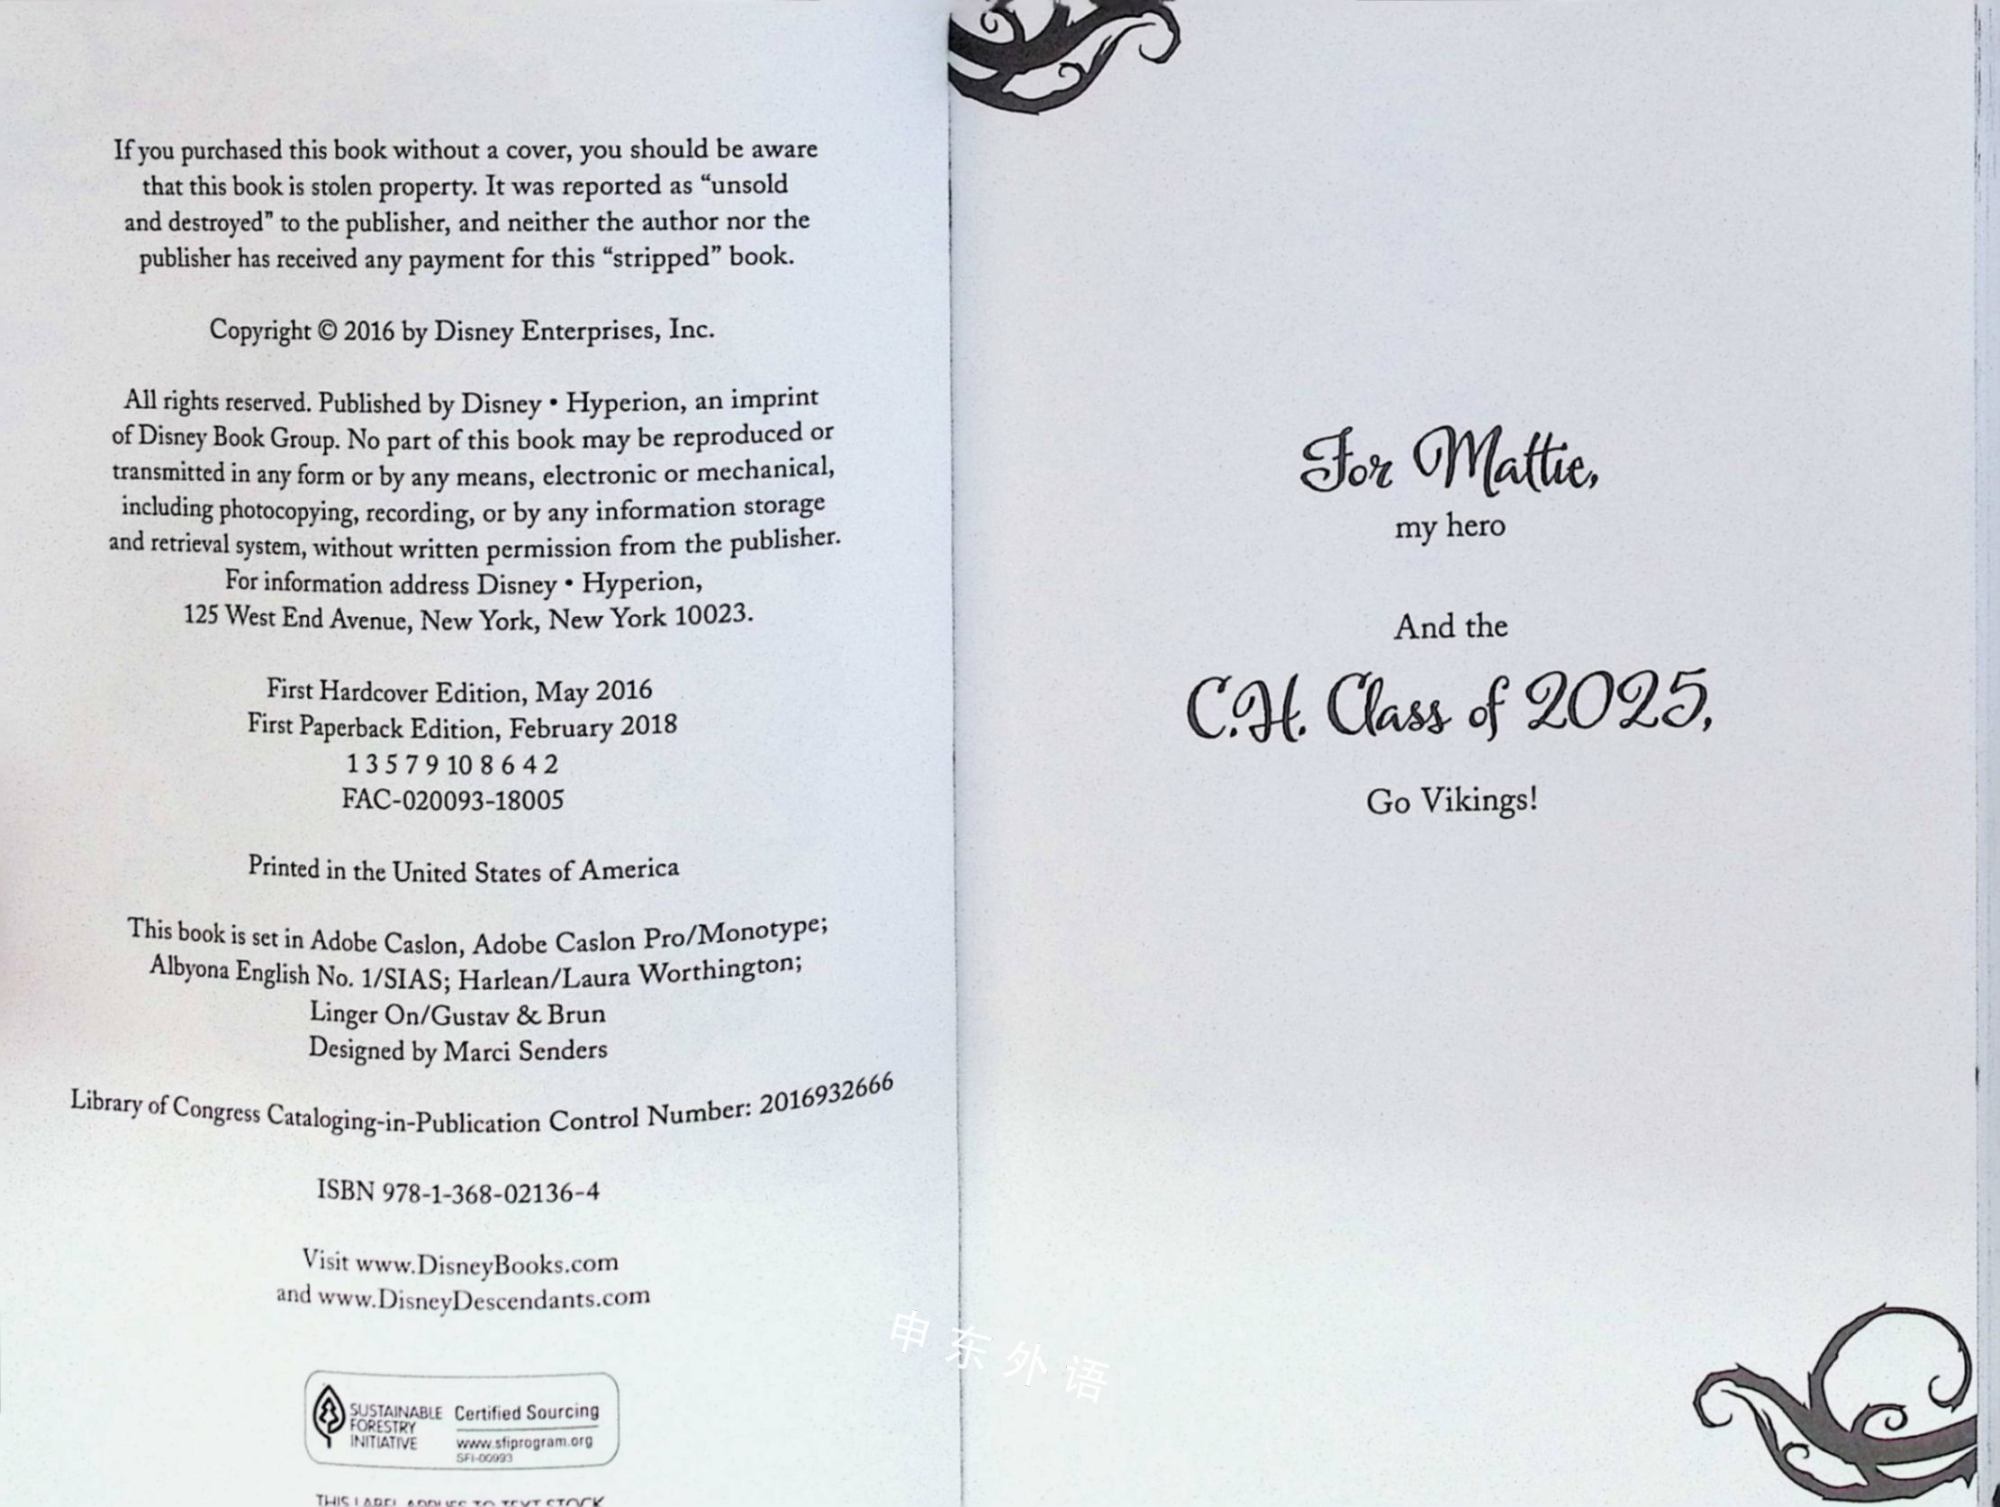 If you purchased this book without a cover, you should be aware
that this book is stolen property. It was reported as “unsold
and destroyed” to the publisher, and neither the author nor the
publisher has received any payment for this “stripped” book.
Copyright © 2016 by Disney Enterprises, Inc.
All rights reserved. Published by Disney • Hyperion, an imprint
of Disney Book Group. No part of this book may be reproduced or
transmitted in any form or by any means, electronic or mechanical,
including photocopying, recording, or by any information storage
and retrieval system, without written permission from the publisher.
For information address Disney • Hyperion,
125 West End Avenue, New York, New York 10023.
First Hardcover Edition, May 2016
First Paperback Edition, February 2018
1 3 5 7 9 10 8 6 4 2
FAC-020093-18005
Printed in the United States of America
This book is set in Adobe Caslon, Adobe Caslon Pro/Monotype;
Albyona English No. 1/SIAS; Harlean/Laura Worthington;
Linger On/Gustav & Brun
Designed by Marci Senders
Library of Congress Cataloging-in-Publication Control Number: 2016932666
ISBN 978-1-368-02136-4
Visit www.DisneyBooks.com
and www.DisneyDescendants.com
SUSTAINABLE
FORESTRY
INITIATIVE
Certified Sourcing
www.sfiprogram.org
SFI-00993
THIS LABEL APPLIES TO TEXT STOCK
For Mattie,
my hero
And the
C.H. Class of 2025,
Go Vikings!
申东外语